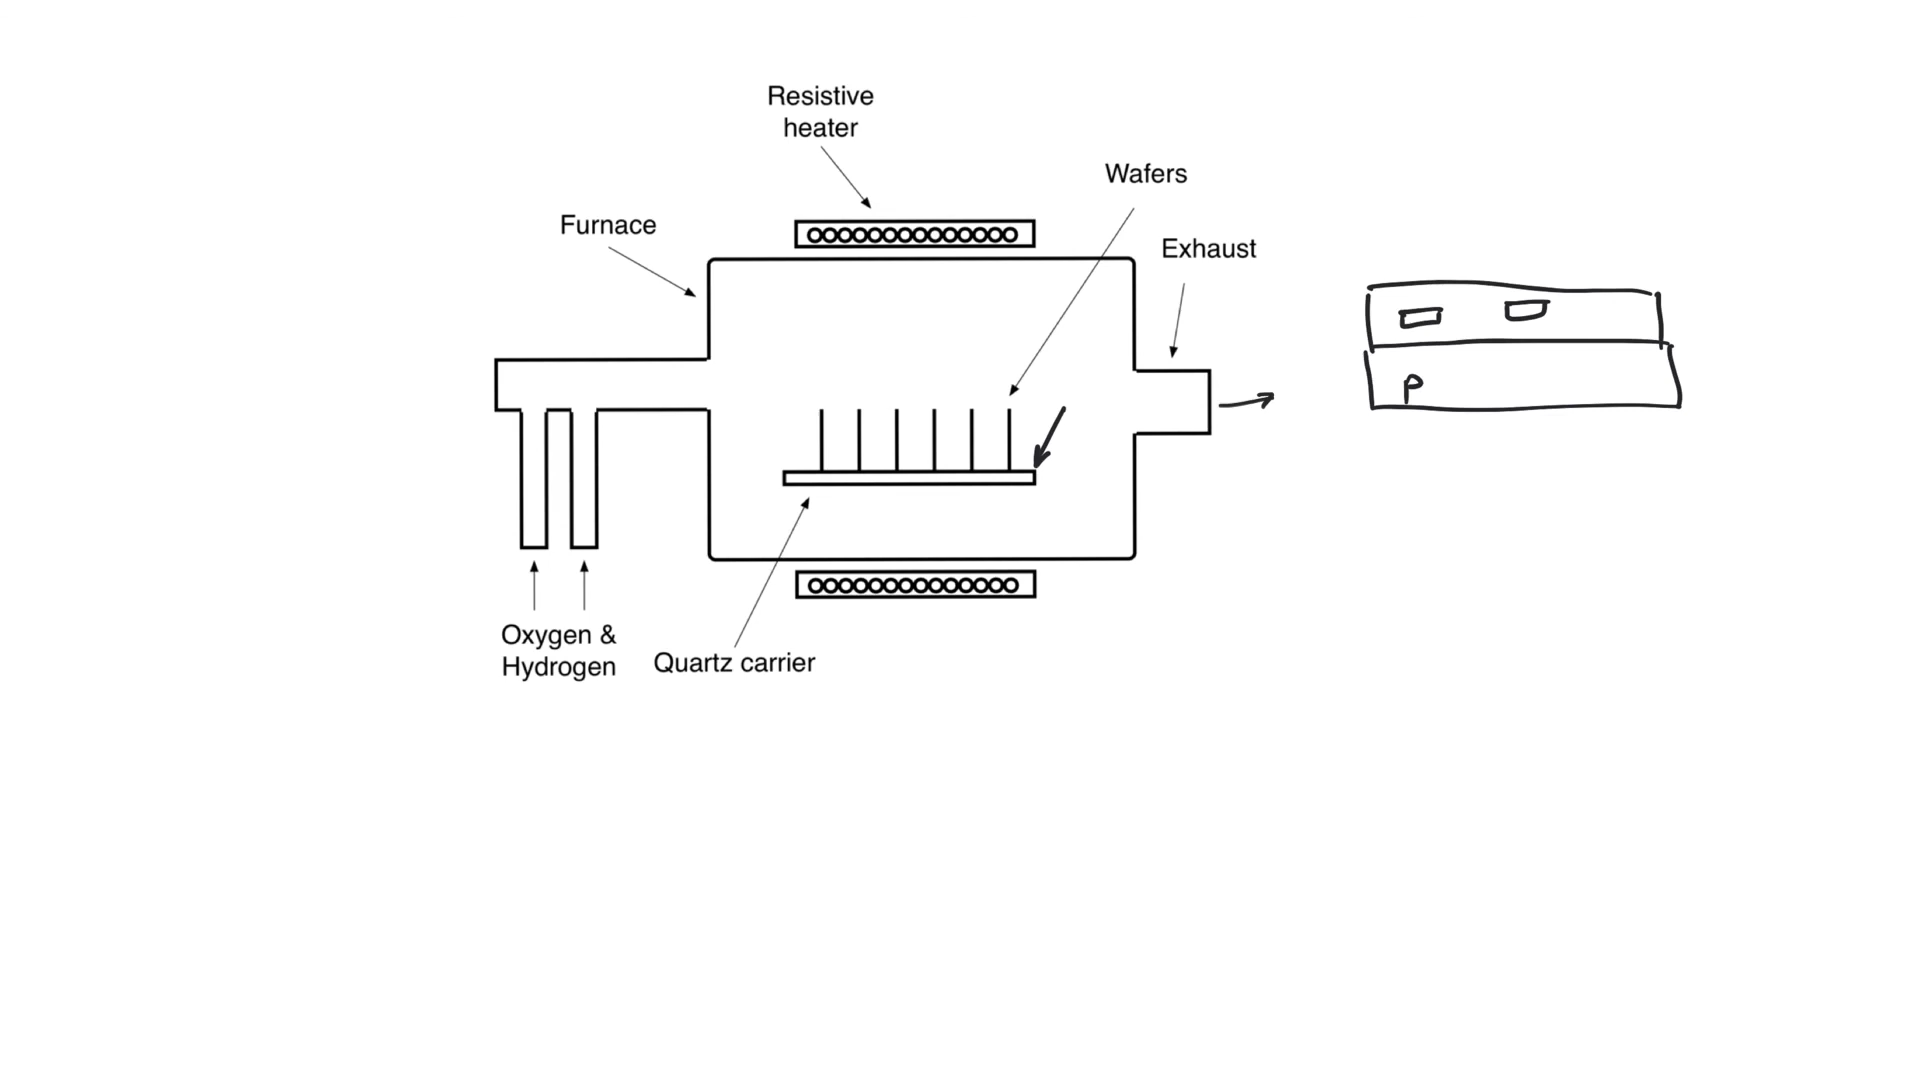 Resistive
heater
Wafers
Furnace
Exhaust
P
Oxygen &
Hydrogen
Quartz carrier